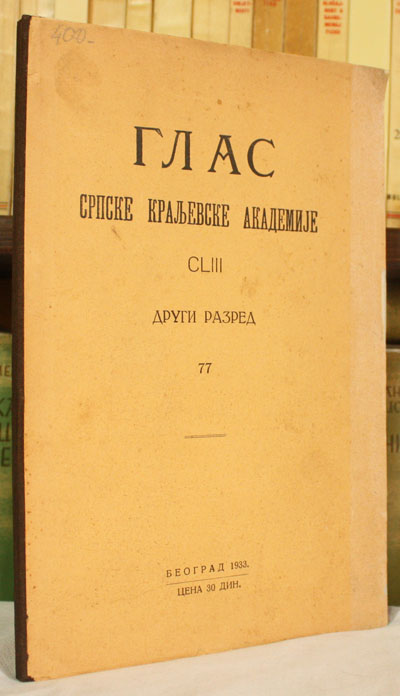 400.-
ГЛАС
СРПСКЕ КРАЉЕВСКЕ АКАДЕМИЈЕ
CLIII
ДРУГИ РАЗРЕД
77
БЕОГРАД 1933.
ЦЕНА 30 ДИН.